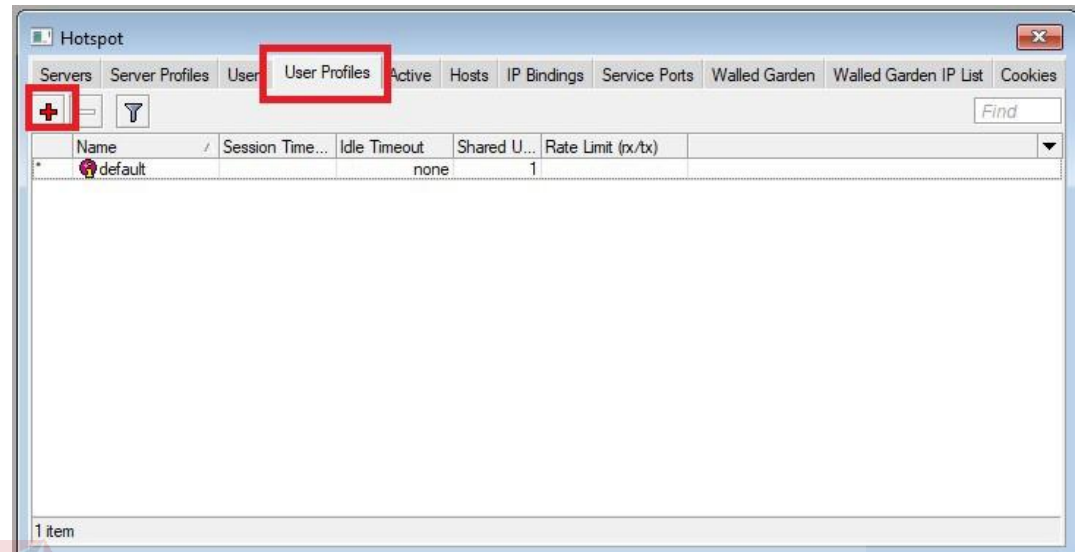 Hotspot
Servers Server Profiles User User Profiles Active Hosts IP Bindings Service Ports Walled Garden Walled Garden IP List Cookies
Find
Name Session Time... Idle Timeout Shared U... Rate Limit (rx/tx)
* default none 1
1 item